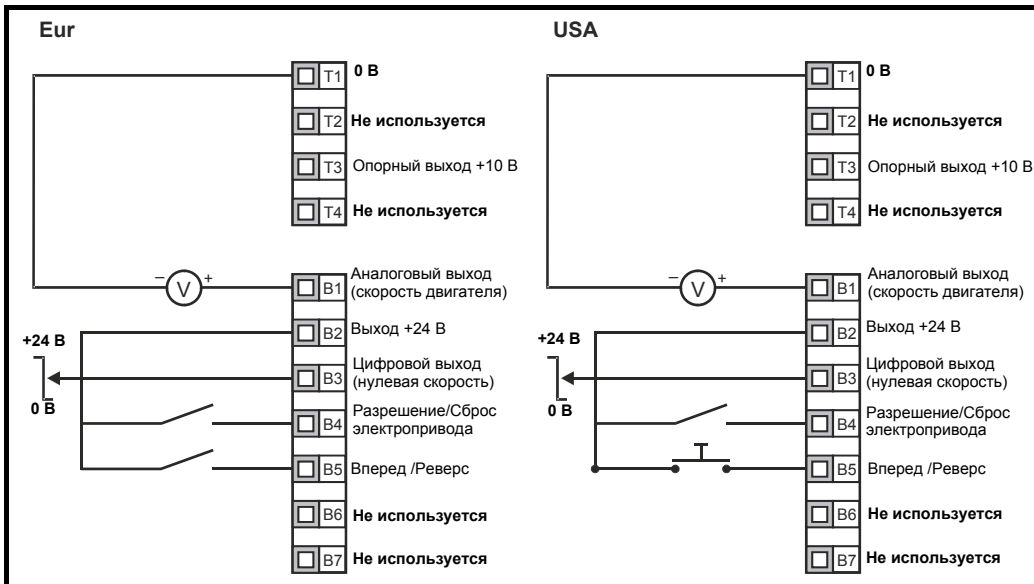 Eur
T1 0 В
T2 Не используется
T3 Опорный выход +10 В
T4 Не используется
– V + B1 Аналоговый выход
(скорость двигателя)
B2 Выход +24 В
+24 В
B3 Цифровой выход
(нулевая скорость)
0 В
B4 Разрешение/Сброс
электропривода
B5 Вперед /Реверс
B6 Не используется
B7 Не используется
USA
T1 0 В
T2 Не используется
T3 Опорный выход +10 В
T4 Не используется
– V + B1 Аналоговый выход
(скорость двигателя)
B2 Выход +24 В
+24 В
B3 Цифровой выход
(нулевая скорость)
0 В
B4 Разрешение/Сброс
электропривода
B5 Вперед /Реверс
B6 Не используется
B7 Не используется